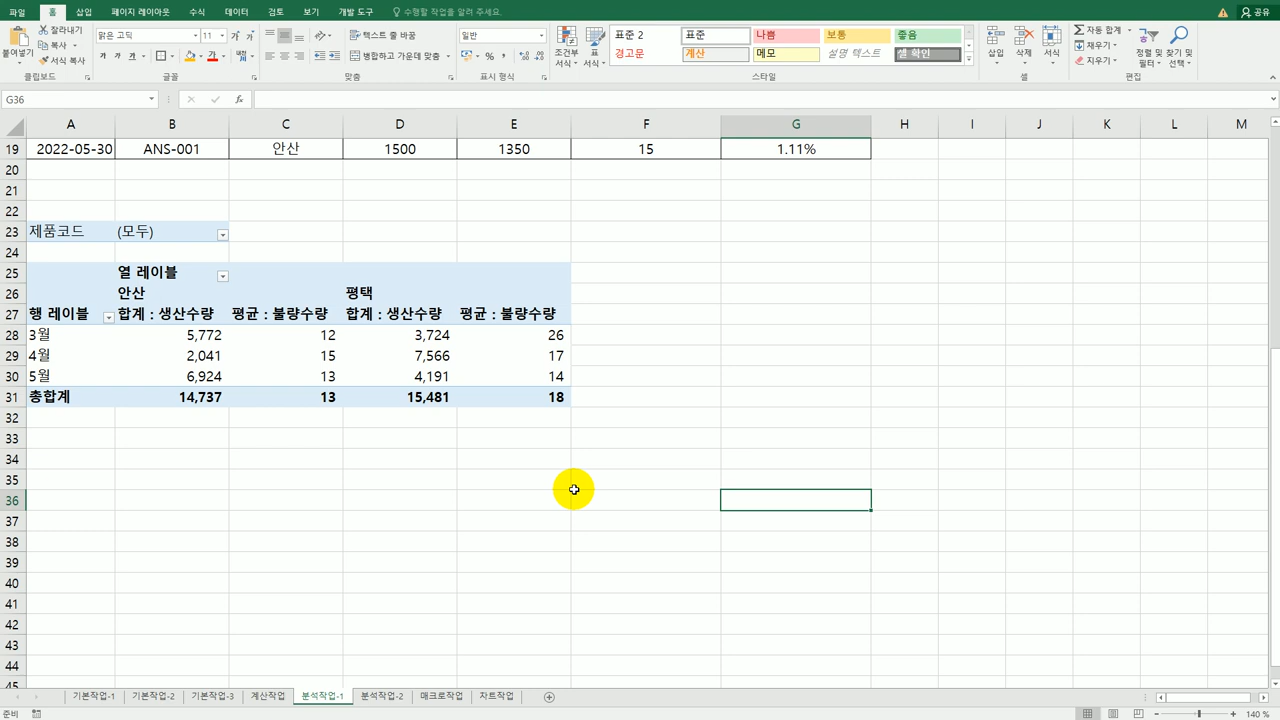 파일 홈 삽입 페이지 레이아웃 수식 데이터 검토 보기 개발 도구 수행할 작업을 알려 주세요. 공유
붙여넣기 잘라내기 복사 서식 복사
클립보드
맑은 고딕 11
가 가 가
글꼴
텍스트 줄 바꿈
병합하고 가운데 맞춤
맞춤
일반
표시 형식
조건부 서식 표 서식
표준 2 표준 나쁨 보통 좋음
경고문 계산 메모 설명 텍스트 셀 확인
스타일
삽입 삭제 서식
셀
자동 합계
채우기
지우기
정렬 및 필터 찾기 및 선택
편집
G36 fx
A B C D E F G H I J K L M
19 2022-05-30 ANS-001 안산 1500 1350 15 1.11%
20
21
22
23 제품코드 (모두)
24
25 열 레이블
26 안산 평택
27 행 레이블 합계 : 생산수량 평균 : 불량수량 합계 : 생산수량 평균 : 불량수량
28 3월 5,772 12 3,724 26
29 4월 2,041 15 7,566 17
30 5월 6,924 13 4,191 14
31 총합계 14,737 13 15,481 18
32
33
34
35
36
37
38
39
40
41
42
43
44
45
기본작업-1 기본작업-2 기본작업-3 계산작업 분석작업-1 분석작업-2 매크로작업 차트작업
준비 140 %